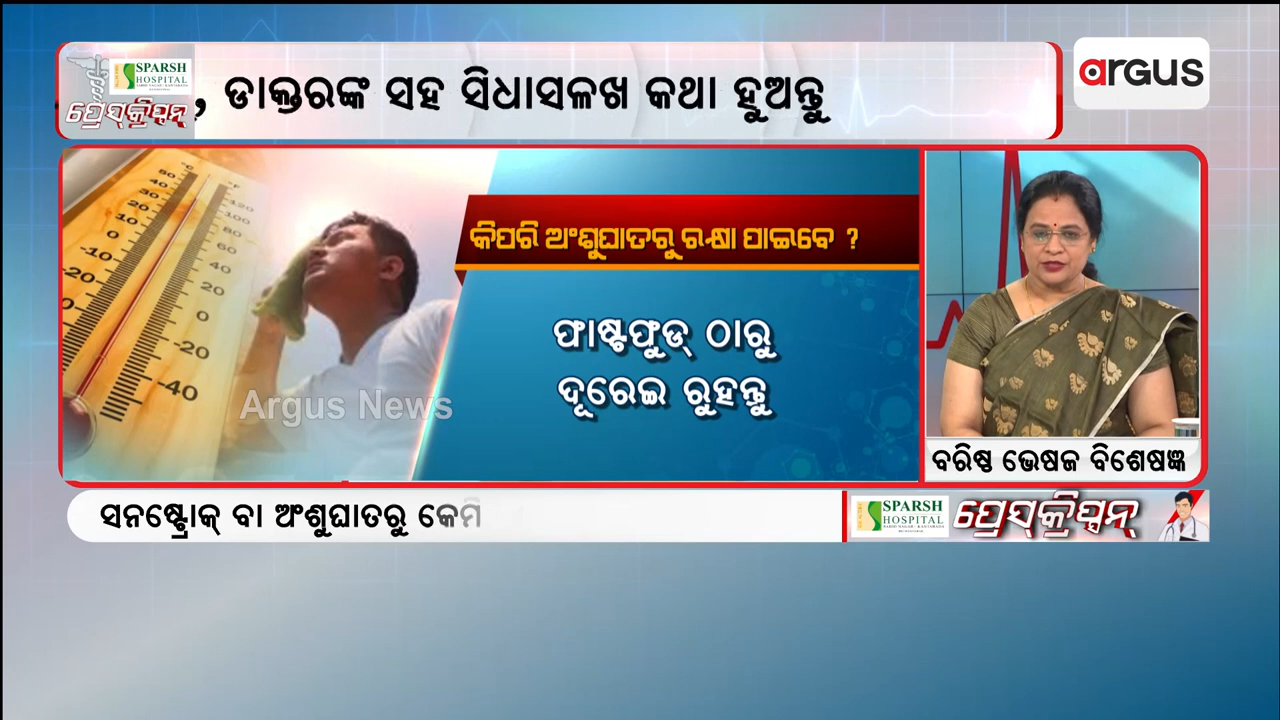 SPARSH
HOSPITAL
ପ୍ରେସ୍‌କ୍ରିପ୍ସନ୍
, ଡାକ୍ତରଙ୍କ ସହ ସିଧାସଳଖ କଥା ହୁଅନ୍ତୁ
argus
କିପରି ଅଂଶୁଘାତରୁ ରକ୍ଷା ପାଇବେ ?
ଫାଷ୍ଟଫୁଡ୍ ଠାରୁ
ଦୂରେଇ ରୁହନ୍ତୁ
Argus News
ବରିଷ୍ଠ ଭେଷଜ ବିଶେଷଜ୍ଞ
ସନଷ୍ଟ୍ରୋକ୍ ବା ଅଂଶୁଘାତରୁ କେମି
SPARSH
HOSPITAL
ପ୍ରେସ୍‌କ୍ରିପ୍ସନ୍